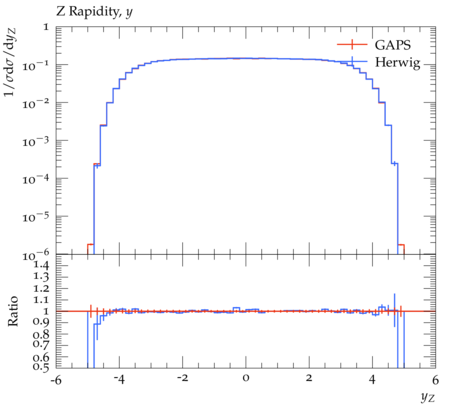 Z Rapidity, y
1/σdσ/dy_Z
1
10⁻¹
10⁻²
10⁻³
10⁻⁴
10⁻⁵
10⁻⁶
GAPS
Herwig
Ratio
1.4
1.3
1.2
1.1
1
0.9
0.8
0.7
0.6
0.5
-6 -4 -2 0 2 4 6
y_Z